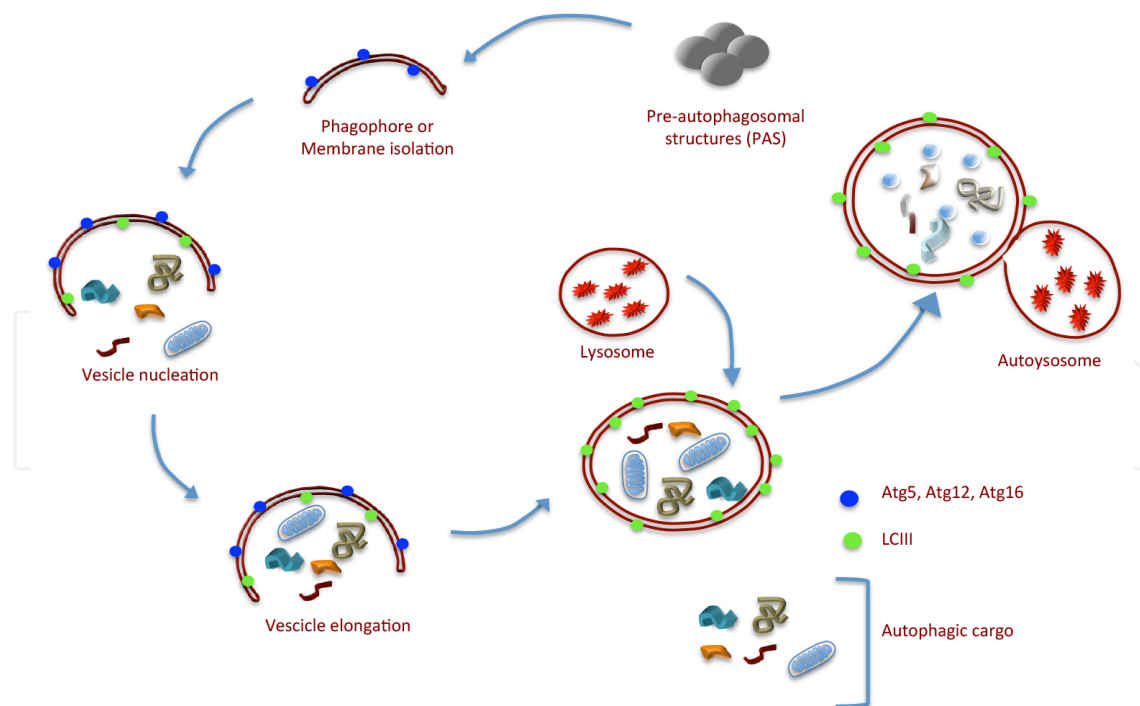 Pre-autophagosomal
structures (PAS)
Phagophore or
Membrane isolation
Vesicle nucleation
Vescicle elongation
Lysosome
Autoysosome
Atg5, Atg12, Atg16
LCIII
Autophagic cargo